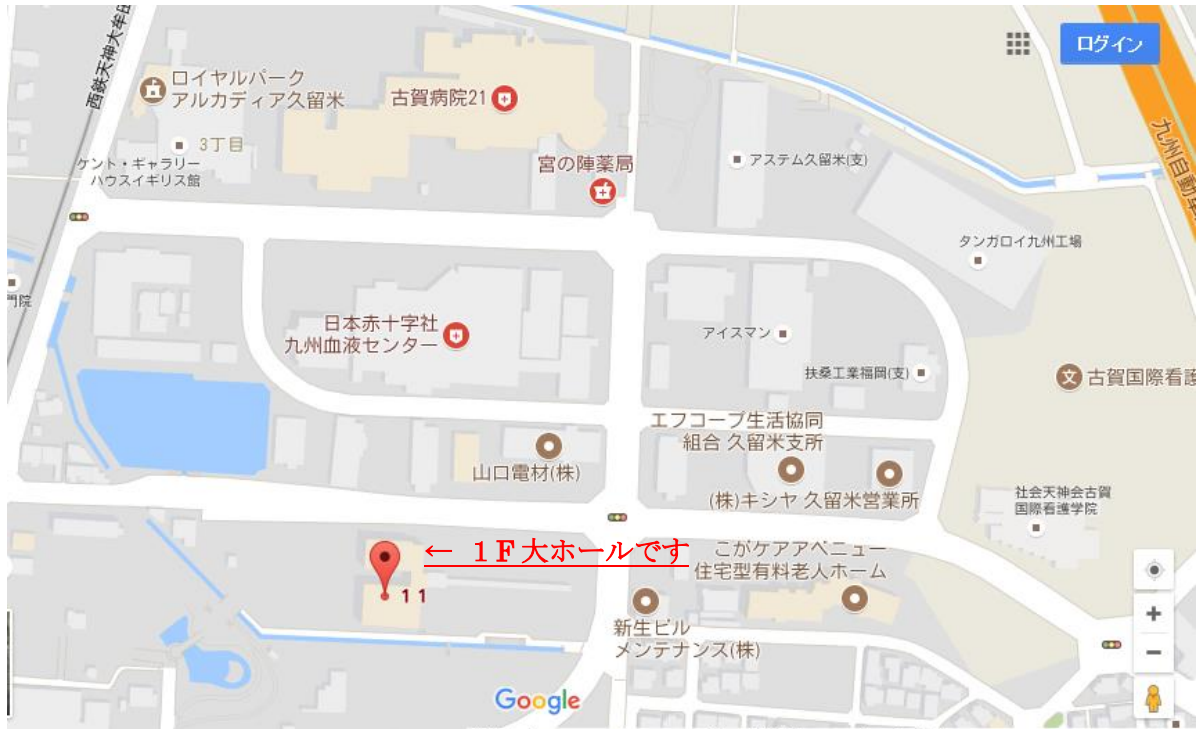 西鉄天神大牟田
ログイン
ロイヤルパーク
アルカディア久留米
古賀病院21
九州自動車
3丁目
ケント・ギャラリー
ハウスイギリス館
宮の陣薬局
アステム久留米(支)
タンガロイ九州工場
門院
日本赤十字社
九州血液センター
アイスマン
扶桑工業福岡(支)
古賀国際看護
エフコープ生活協同
組合 久留米支所
山口電材(株)
(株)キシヤ 久留米営業所
社会天神会古賀
国際看護学院
← 1F大ホールです
こがケアアベニュー
住宅型有料老人ホーム
11
新生ビル
メンテナンス(株)
Google
+
−